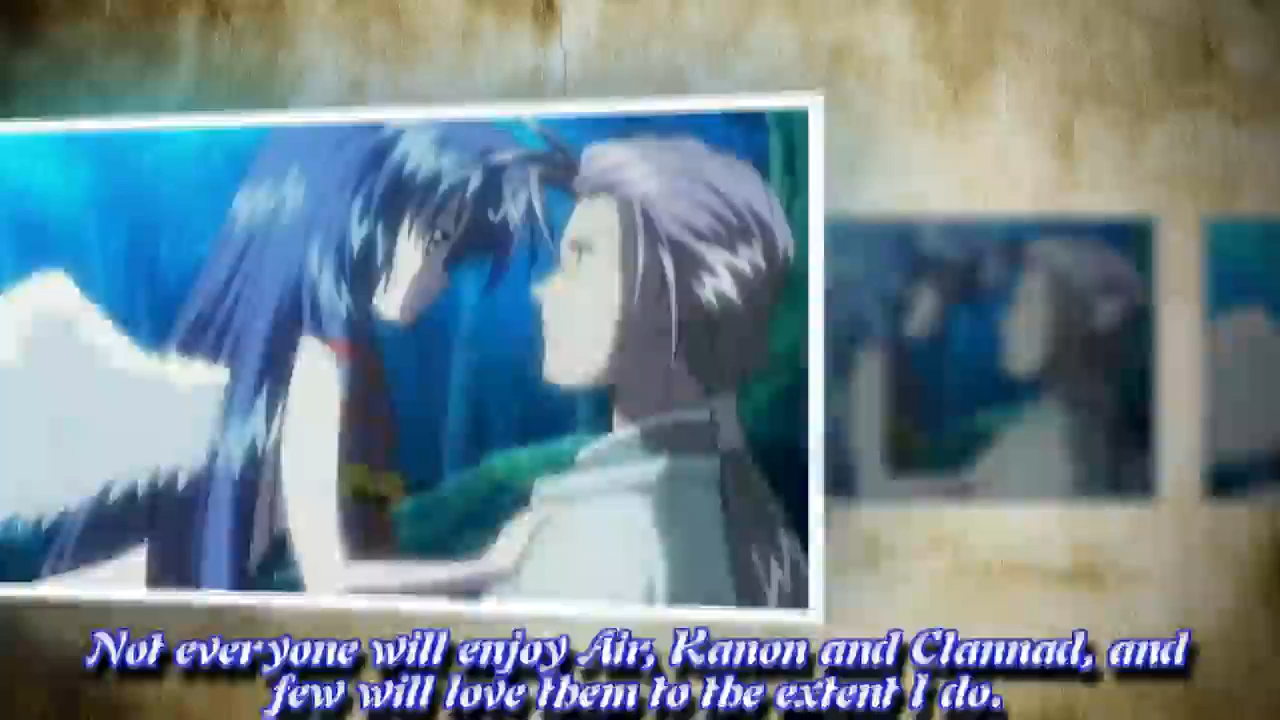 Not everyone will enjoy Air, Kanon and Clannad, and
few will love them to the extent I do.